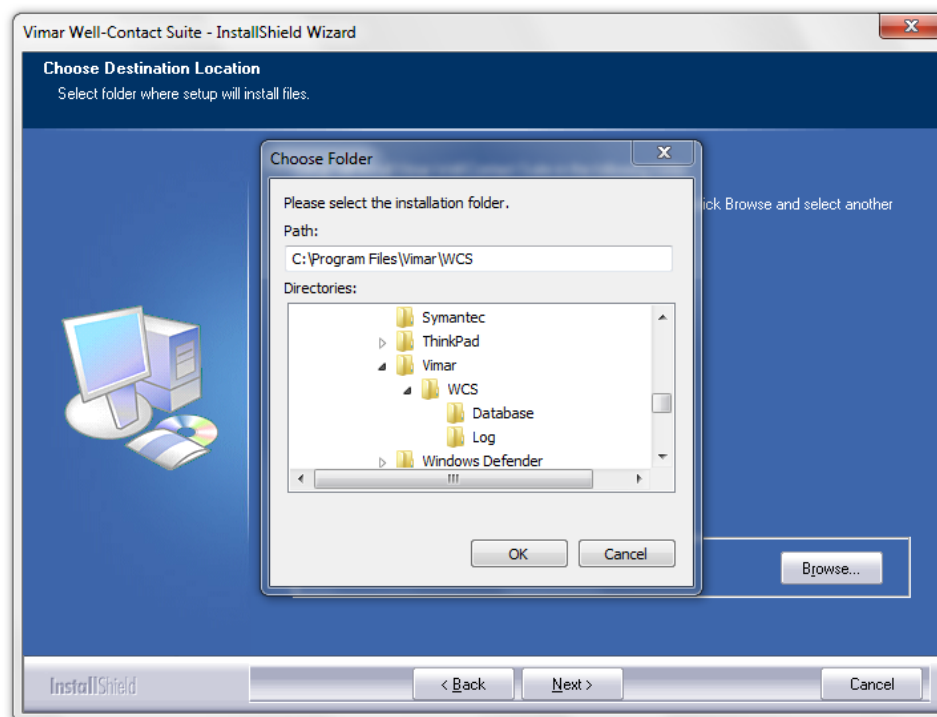 Vimar Well-Contact Suite - InstallShield Wizard
Choose Destination Location
Select folder where setup will install files.
Choose Folder
Please select the installation folder.
ick Browse and select another
Path:
C:\Program Files\Vimar\WCS
Directories:
Symantec
ThinkPad
Vimar
WCS
Database
Log
Windows Defender
OK
Cancel
Browse...
InstallShield
< Back
Next >
Cancel